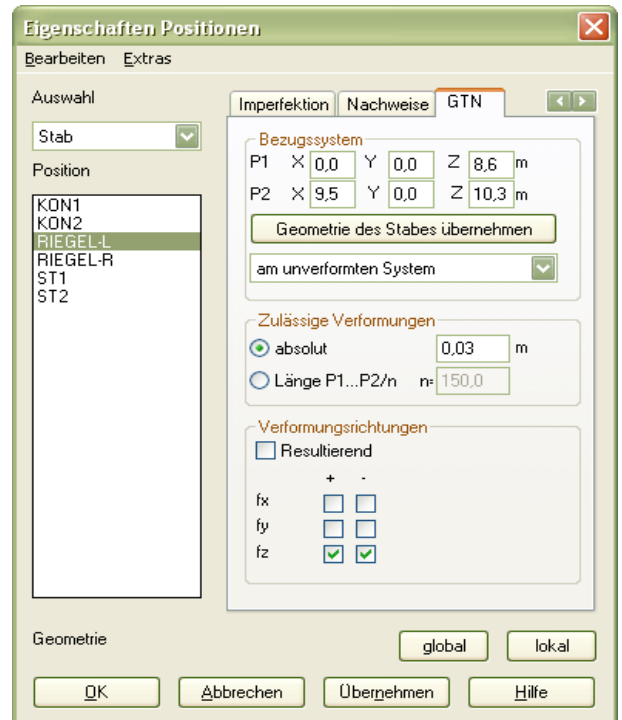 Eigenschaften Positionen
Bearbeiten Extras
Auswahl
Stab
Position
KON1
KON2
RIEGEL-L
RIEGEL-R
ST1
ST2
Imperfektion Nachweise GTN
Bezugssystem
P1 X 0,0 Y 0,0 Z 8,6 m
P2 X 9,5 Y 0,0 Z 10,3 m
Geometrie des Stabes übernehmen
am unverformten System
Zulässige Verformungen
absolut 0,03 m
Länge P1...P2/n n= 150,0
Verformungsrichtungen
Resultierend
+ -
fx
fy
fz
Geometrie
global lokal
OK Abbrechen Übernehmen Hilfe